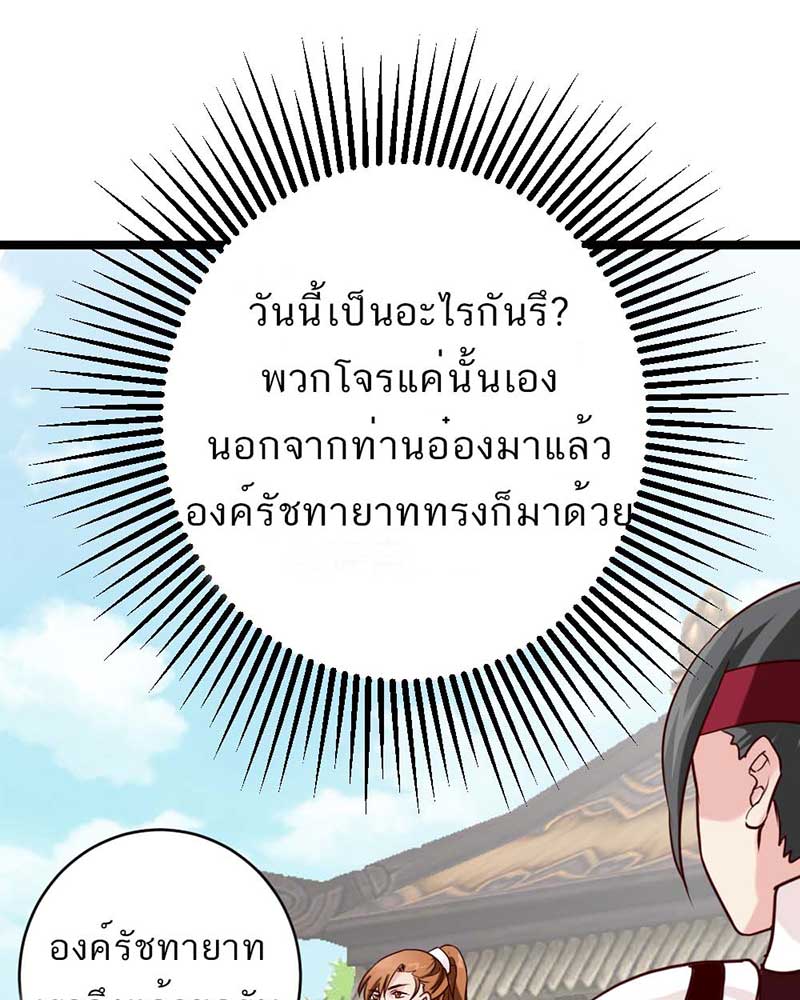 วันนี้เป็นอะไรกันรึ?
พวกโจรแค่นั้นเอง
นอกจากท่านอ๋องมาแล้ว
องค์รัชทายาททรงก็มาด้วย
องค์รัชทายาท